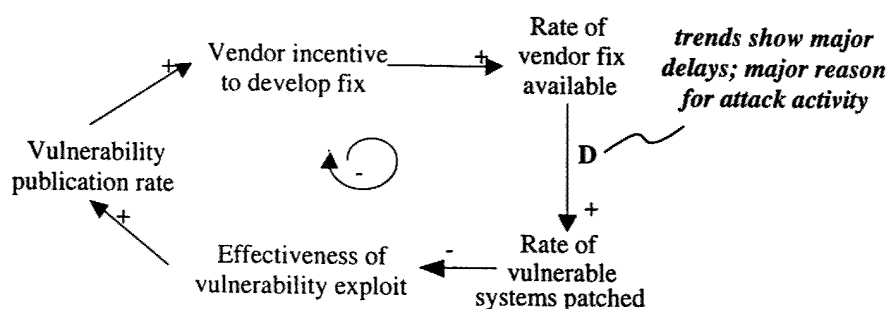 Vendor incentive
to develop fix
+
+
Rate of
vendor fix
available
trends show major
delays; major reason
for attack activity
D
+
Vulnerability
publication rate
-
+
Effectiveness of
vulnerability exploit
-
Rate of
vulnerable
systems patched